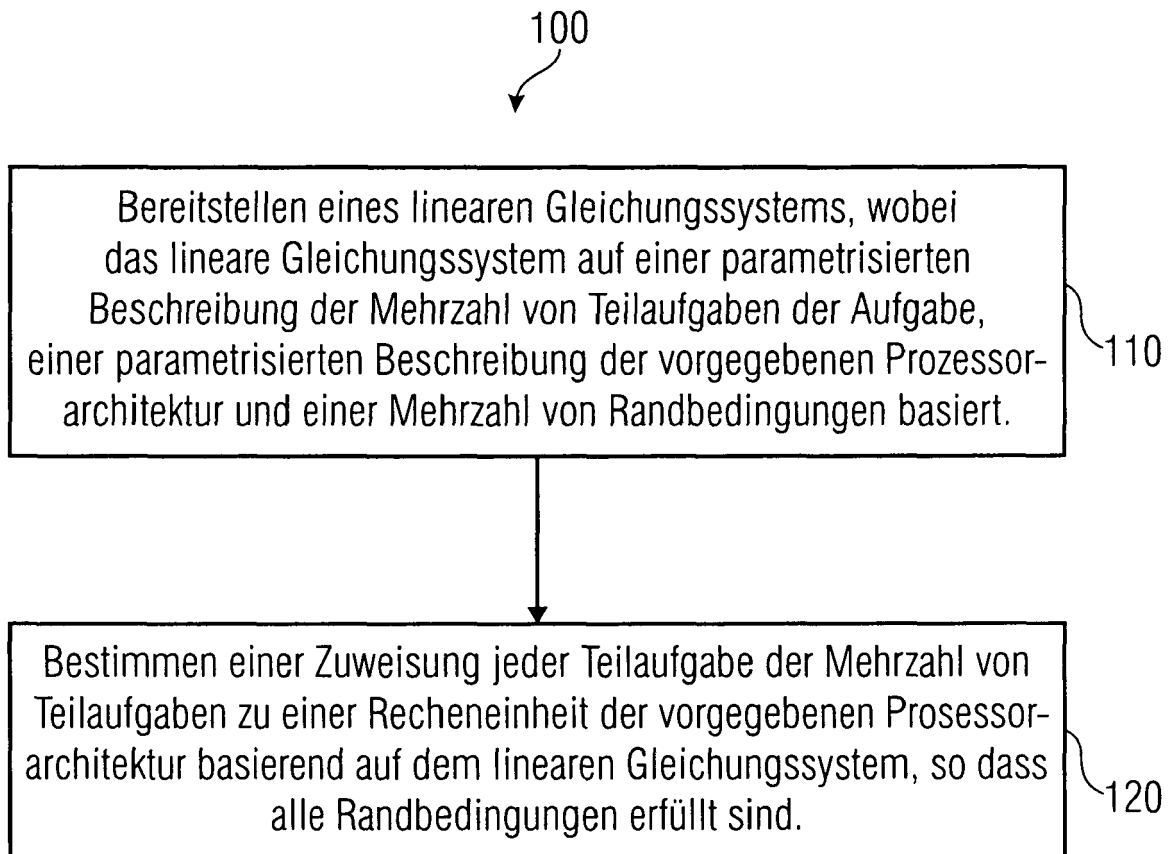 100
Bereitstellen eines linearen Gleichungssystems, wobei
das lineare Gleichungssystem auf einer parametrisierten
Beschreibung der Mehrzahl von Teilaufgaben der Aufgabe,
einer parametrisierten Beschreibung der vorgegebenen Prozessor-
architektur und einer Mehrzahl von Randbedingungen basiert.
110
Bestimmen einer Zuweisung jeder Teilaufgabe der Mehrzahl von
Teilaufgaben zu einer Recheneinheit der vorgegebenen Prosessor-
architektur basierend auf dem linearen Gleichungssystem, so dass
alle Randbedingungen erfüllt sind.
120